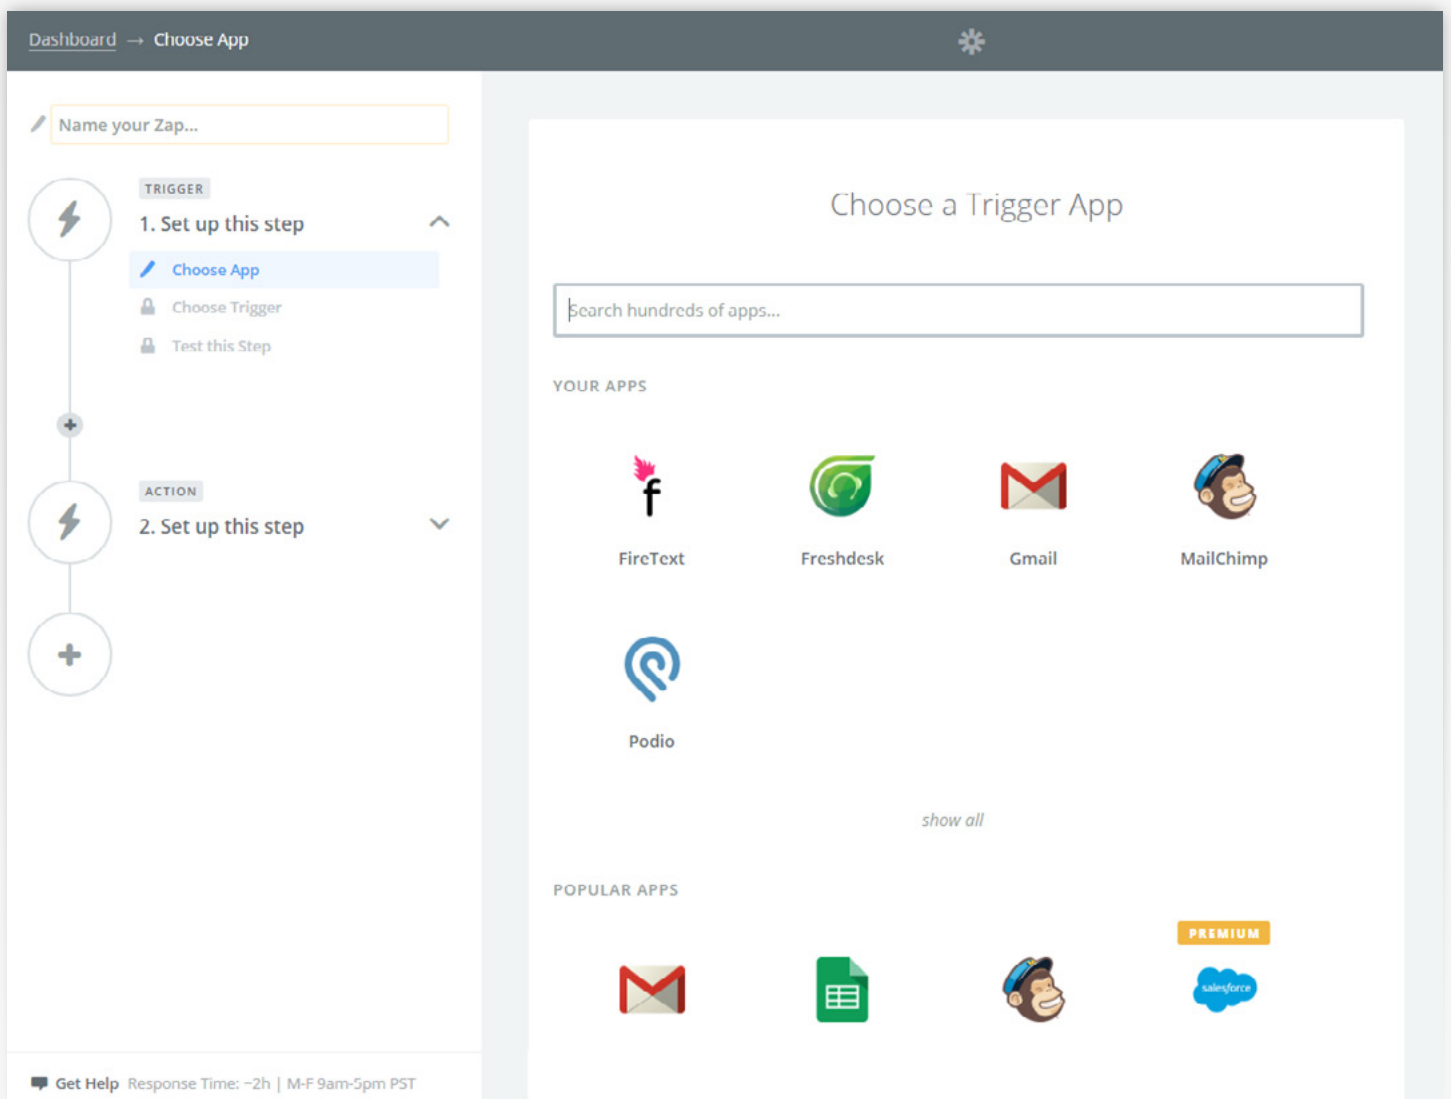 Dashboard → Choose App
Name your Zap...
TRIGGER
1. Set up this step
Choose App
Choose Trigger
Test this Step
ACTION
2. Set up this step
Get Help Response Time: ~2h | M-F 9am-5pm PST
Choose a Trigger App
Search hundreds of apps...
YOUR APPS
FireText Freshdesk Gmail MailChimp
Podio
show all
POPULAR APPS
PREMIUM
salesforce